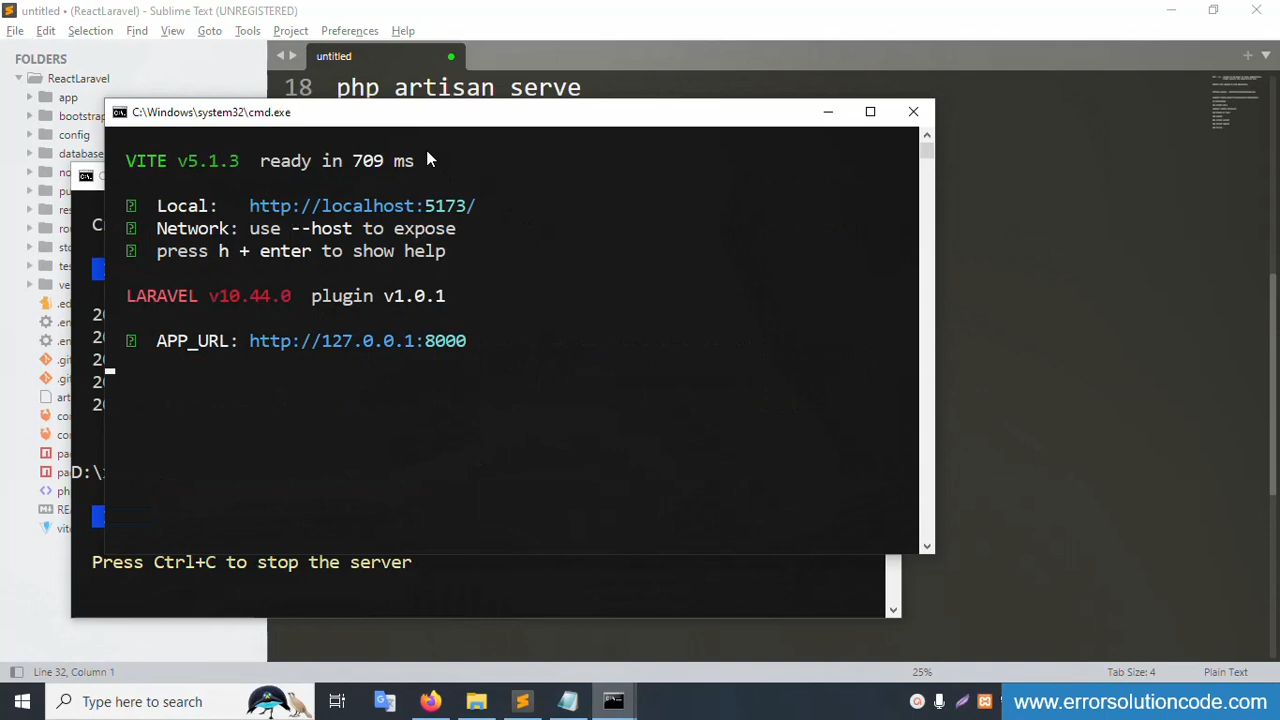 untitled • (ReactLaravel) - Sublime Text (UNREGISTERED)
File Edit Selection Find View Goto Tools Project Preferences Help
FOLDERS
untitled
ReactLaravel
18 php artisan serve
app
C:\Windows\system32\cmd.exe
config
VITE v5.1.3 ready in 709 ms
Local: http://localhost:5173/
Network: use --host to expose
press h + enter to show help
LARAVEL v10.44.0 plugin v1.0.1
APP_URL: http://127.0.0.1:8000
D:\
Press Ctrl+C to stop the server
Line 32, Column 1
25%
Tab Size: 4
Plain Text
Type here to search
www.errorsolutioncode.com